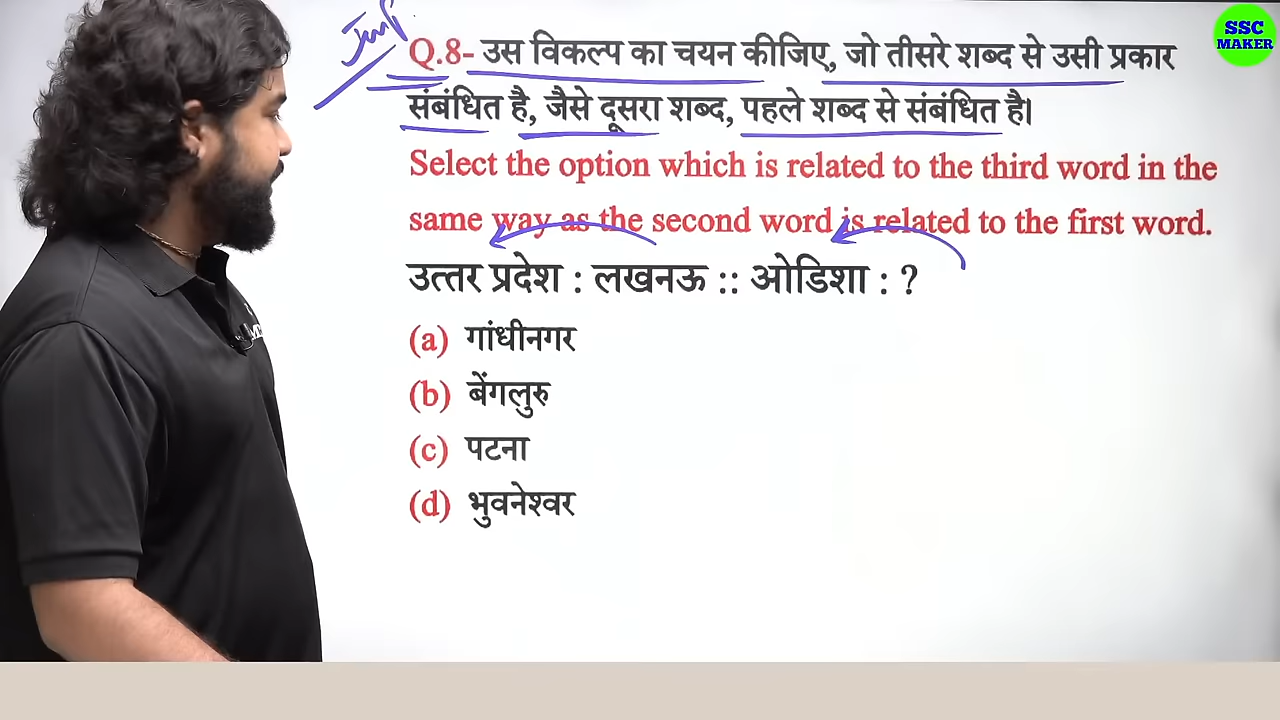 SSC
MAKER
Q.8- उस विकल्प का चयन कीजिए, जो तीसरे शब्द से उसी प्रकार
संबंधित है, जैसे दूसरा शब्द, पहले शब्द से संबंधित है।
Select the option which is related to the third word in the
same way as the second word is related to the first word.
उत्तर प्रदेश : लखनऊ :: ओडिशा : ?
(a) गांधीनगर
(b) बेंगलुरु
(c) पटना
(d) भुवनेश्वर